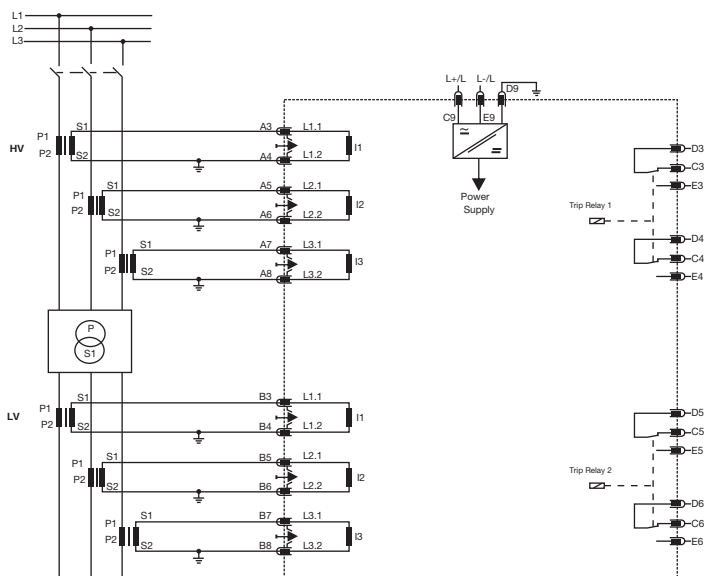 L1
L2
L3
HV
P1
P2
S1
S2
A3
L1.1
A4
L1.2
I1
P1
P2
S1
S2
A5
L2.1
A6
L2.2
I2
P1
P2
S1
S2
A7
L3.1
A8
L3.2
I3
L+/L
L-/L
D9
C9
E9
Power
Supply
D3
C3
E3
Trip Relay 1
D4
C4
E4
P
S1
LV
P1
P2
S1
S2
B3
L1.1
B4
L1.2
I1
P1
P2
S1
S2
B5
L2.1
B6
L2.2
I2
P1
P2
S1
S2
B7
L3.1
B8
L3.2
I3
D5
C5
E5
Trip Relay 2
D6
C6
E6